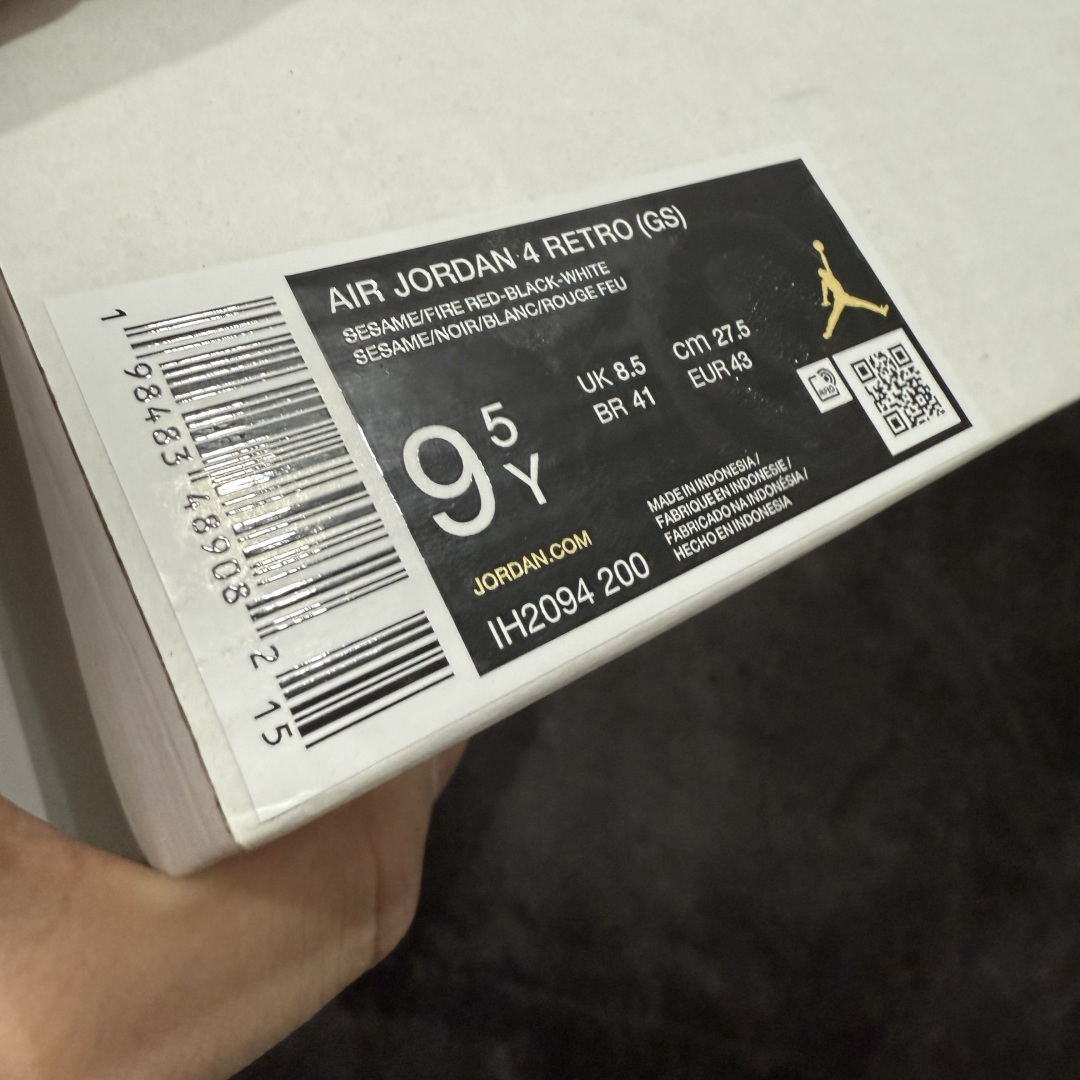 AIR JORDAN 4 RETRO (GS)
SESAME/FIRE RED-BLACK-WHITE
SESAME/NOIR/BLANC/ROUGE FEU
9 5 Y
UK 8.5 cm 27.5
BR 41 EUR 43
JORDAN.COM
IH2094 200
MADE IN INDONESIA /
FABRIQUE EN INDONESIE /
FABRICADO NA INDONÉSIA /
HECHO EN INDONESIA
RFID
1 98483 48908 2 15